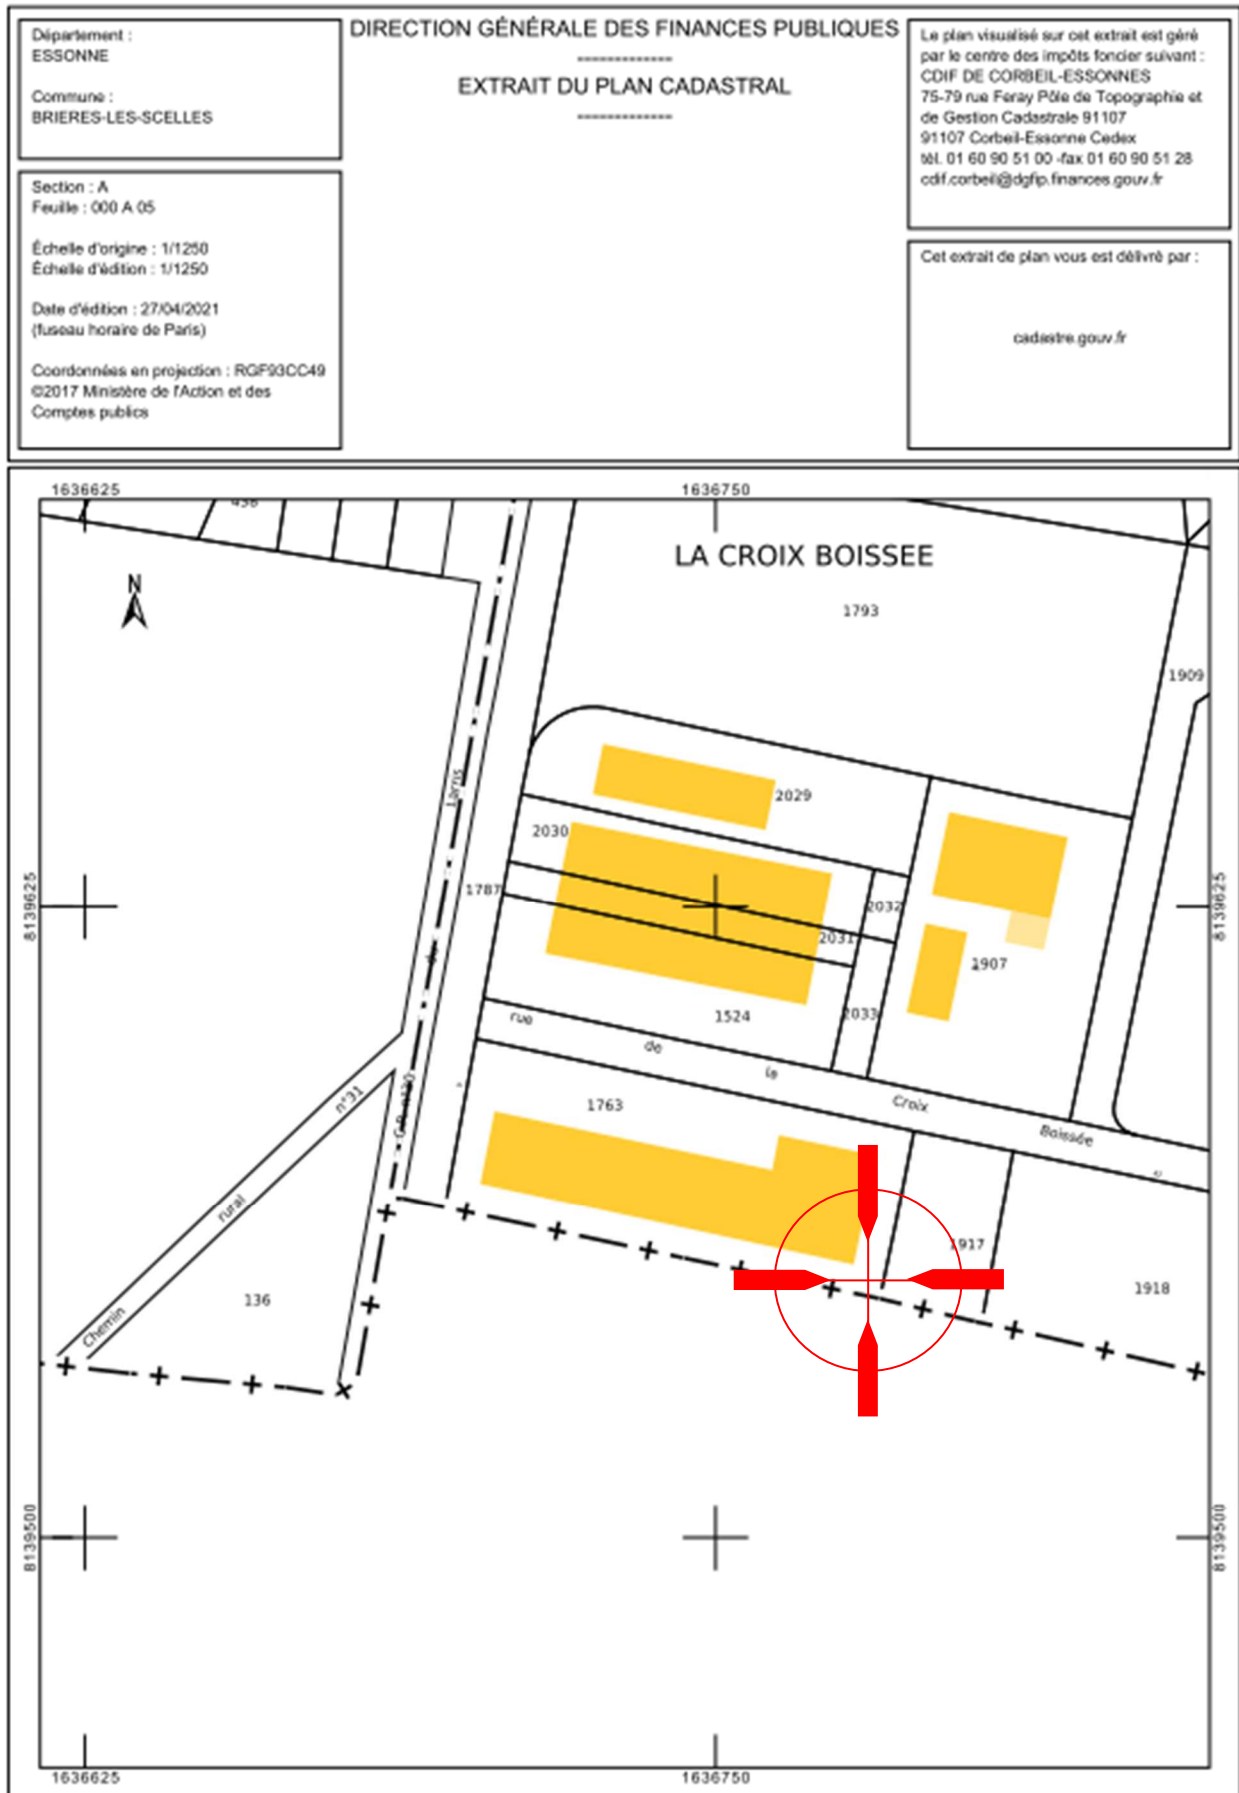 Département :
ESSONNE
Commune :
BRIERES-LES-SCELLES
Section : A
Feuille : 000 A 05
Échelle d'origine : 1/1250
Échelle d'édition : 1/1250
Date d'édition : 27/04/2021
(fuseau horaire de Paris)
Coordonnées en projection : RGF93CC49
©2017 Ministère de l'Action et des
Comptes publics
DIRECTION GÉNÉRALE DES FINANCES PUBLIQUES
-------------
EXTRAIT DU PLAN CADASTRAL
-------------
Le plan visualisé sur cet extrait est géré
par le centre des impôts foncier suivant :
CDIF DE CORBEIL-ESSONNES
75-79 rue Feray Pôle de Topographie et
de Gestion Cadastrale 91107
91107 Corbeil-Essonne Cedex
tél. 01 60 90 51 00 -fax 01 60 90 51 28
cdif.corbeil@dgfip.finances.gouv.fr
Cet extrait de plan vous est délivré par :
cadastre.gouv.fr
1636625
1636750
N
LA CROIX BOISSEE
1793
1909
Larris
2029
2030
1787
2032
8139625
8139625
2031
de
1907
1524
2033
rue
de
la
Croix
Boissée
n°31
C.R. n°30
1763
rural
1917
136
1918
Chemin
8139500
8139500
1636625
1636750